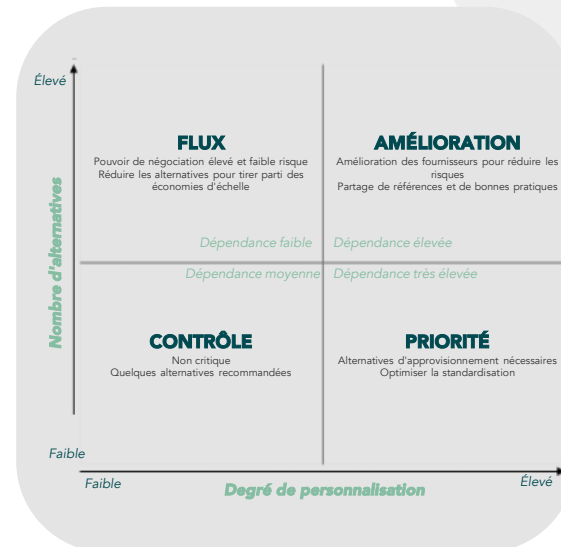 Élevé
FLUX
Pouvoir de négociation élevé et faible risque
Réduire les alternatives pour tirer parti des
économies d'échelle
AMÉLIORATION
Amélioration des fournisseurs pour réduire les
risques
Partage de références et de bonnes pratiques
Nombre d'alternatives
Dépendance faible
Dépendance élevée
Dépendance moyenne
Dépendance très élevée
CONTRÔLE
Non critique
Quelques alternatives recommandées
PRIORITÉ
Alternatives d'approvisionnement nécessaires
Optimiser la standardisation
Faible
Faible
Degré de personnalisation
Élevé